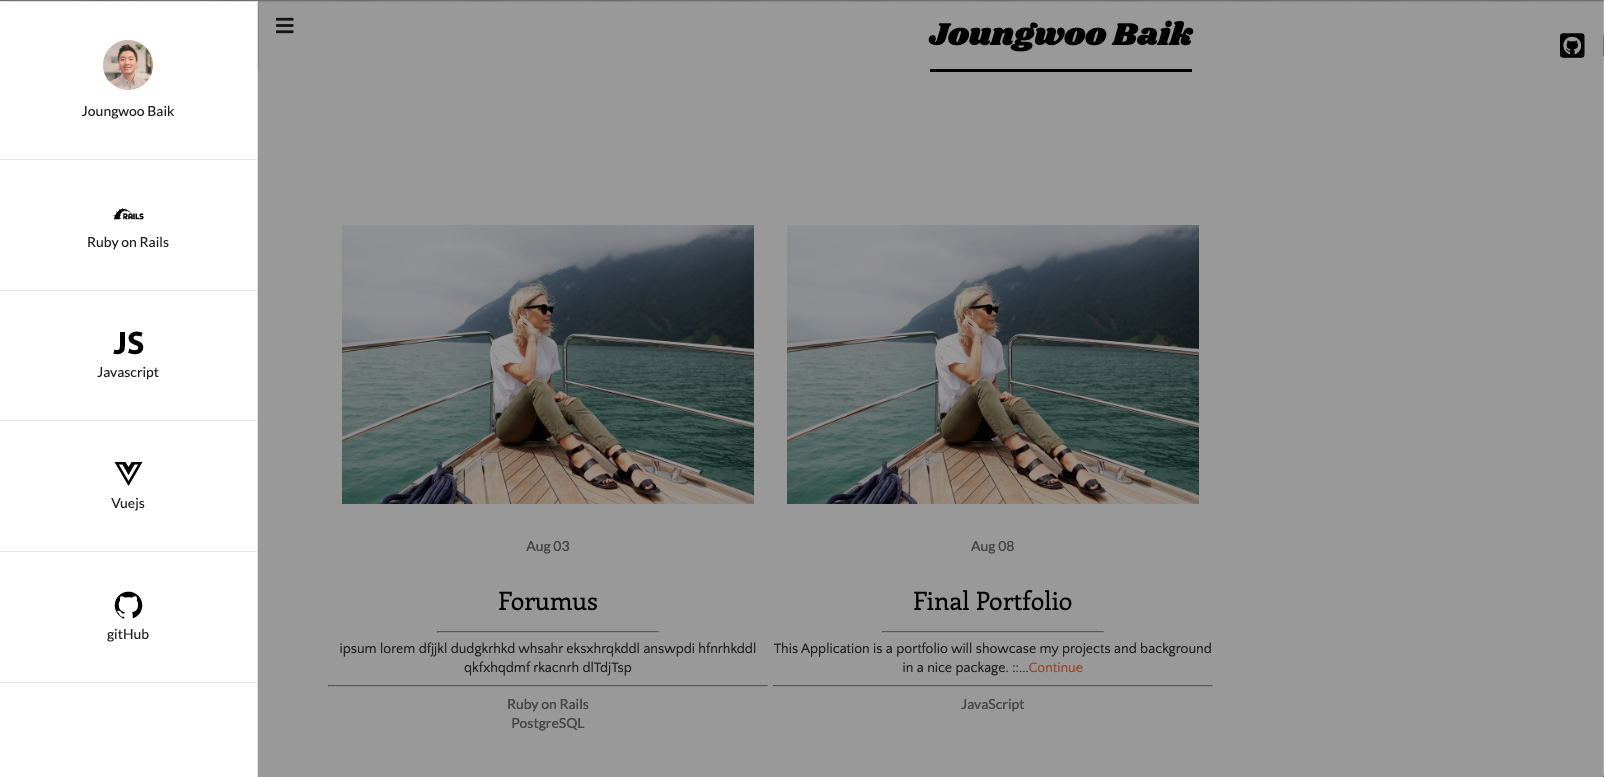 Joungwoo Baik
RAILS
Ruby on Rails
JS
Javascript
Vuejs
gitHub
Joungwoo Baik
Aug 03
Forumus
ipsum lorem dfjjkl dudgkrhkd whsahr eksxhrqkddl answpdi hfnrhkddl
qkfxhqdmf rkacnrh dlTdjTsp
Ruby on Rails
PostgreSQL
Aug 08
Final Portfolio
This Application is a portfolio will showcase my projects and background
in a nice package. ::...Continue
JavaScript